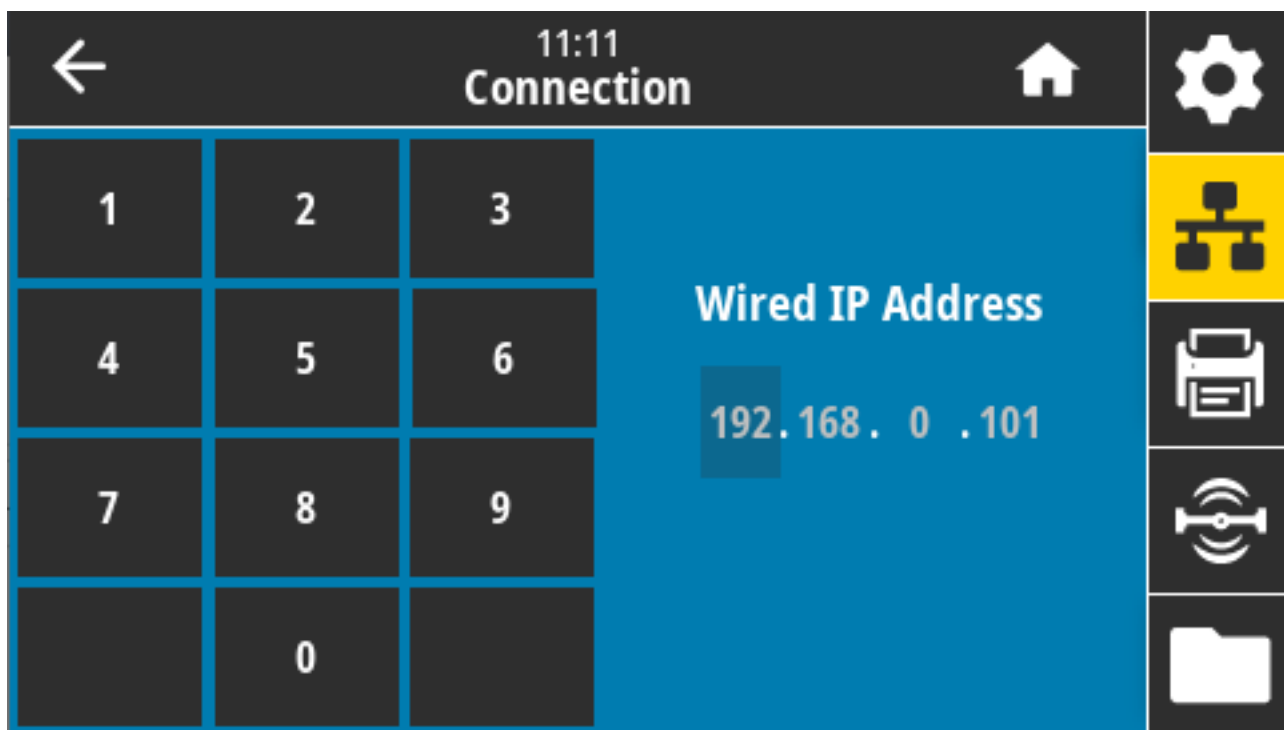 11:11
Connection
1 2 3
4 5 6
7 8 9
0
Wired IP Address
192.168. 0 .101